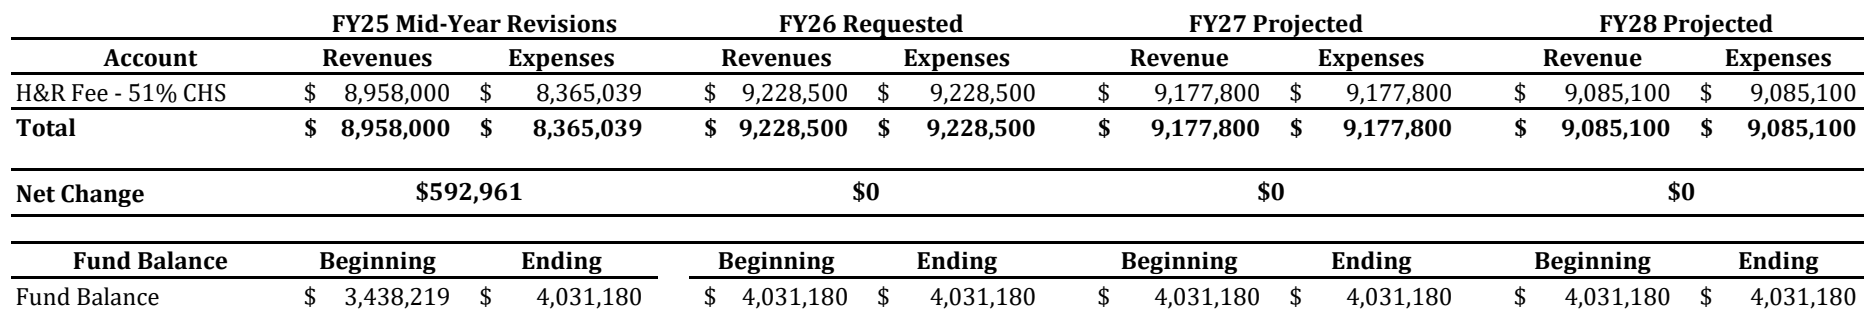 FY25 Mid-Year Revisions FY26 Requested FY27 Projected FY28 Projected
Account Revenues Expenses Revenues Expenses Revenue Expenses Revenue Expenses
H&R Fee - 51% CHS $ 8,958,000 $ 8,365,039 $ 9,228,500 $ 9,228,500 $ 9,177,800 $ 9,177,800 $ 9,085,100 $ 9,085,100
Total $ 8,958,000 $ 8,365,039 $ 9,228,500 $ 9,228,500 $ 9,177,800 $ 9,177,800 $ 9,085,100 $ 9,085,100
Net Change $592,961 $0 $0 $0
Fund Balance Beginning Ending Beginning Ending Beginning Ending Beginning Ending
Fund Balance $ 3,438,219 $ 4,031,180 $ 4,031,180 $ 4,031,180 $ 4,031,180 $ 4,031,180 $ 4,031,180 $ 4,031,180